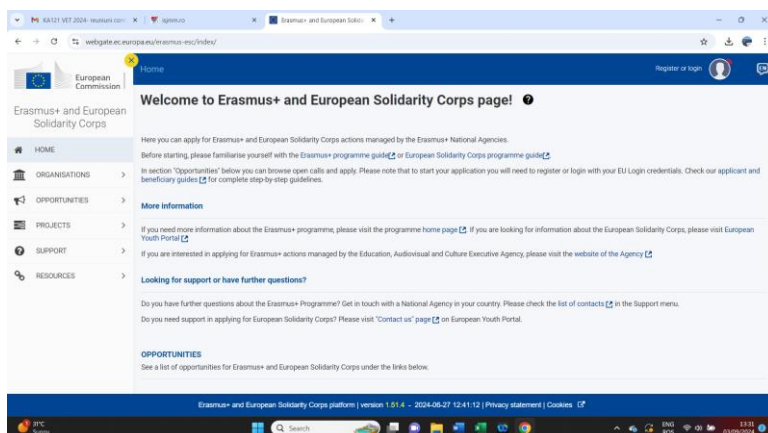 KA121 VET 2024- reuniuni con
Erasmus+ and European Solida
webgate.ec.europa.eu/erasmus-esc/index/
European
Commission
Home
Register or login
EN
Erasmus+ and European
Solidarity Corps
HOME
ORGANISATIONS
OPPORTUNITIES
PROJECTS
SUPPORT
RESOURCES
Welcome to Erasmus+ and European Solidarity Corps page!
Here you can apply for Erasmus+ and European Solidarity Corps actions managed by the Erasmus+ National Agencies.
Before starting, please familiarise yourself with the Erasmus+ programme guide or European Solidarity Corps programme guide.
In section "Opportunities" below you can browse open calls and apply. Please note that to start your application you will need to register or login with your EU Login credentials. Check our applicant and
beneficiary guides for complete step-by-step guidelines.
More information
If you need more information about the Erasmus+ programme, please visit the programme home page. If you are looking for information about the European Solidarity Corps, please visit European
Youth Portal
If you are interested in applying for Erasmus+ actions managed by the Education, Audiovisual and Culture Executive Agency, please visit the website of the Agency
Looking for support or have further questions?
Do you have further questions about the Erasmus+ Programme? Get in touch with a National Agency in your country. Please check the list of contacts in the Support menu.
Do you need support in applying for European Solidarity Corps? Please visit "Contact us" page on European Youth Portal.
OPPORTUNITIES
See a list of opportunities for Erasmus+ and European Solidarity Corps under the links below.
Erasmus+ and European Solidarity Corps platform | version 1.51.4 - 2024-06-27 12:41:12 | Privacy statement | Cookies
31°C
Sunny
Search
ENG
ROS
13:31
03/09/2024